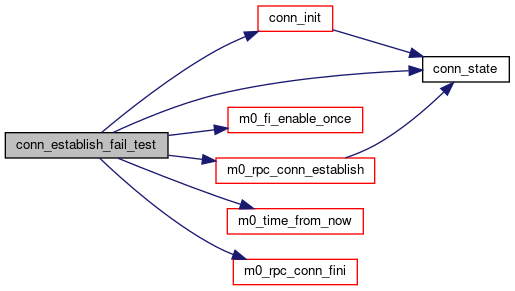 conn_init
conn_state
m0_fi_enable_once
conn_establish_fail_test
m0_rpc_conn_establish
m0_time_from_now
m0_rpc_conn_fini